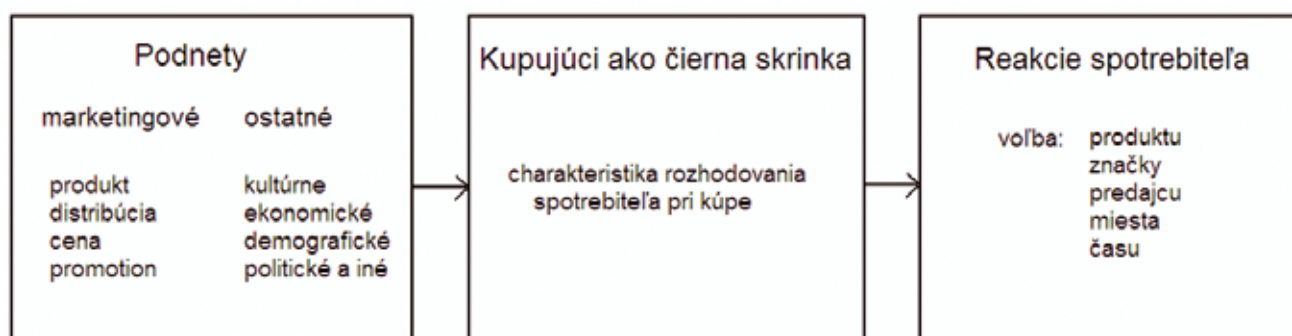 Podnety
marketingové ostatné
produkt kultúrne
distribúcia ekonomické
cena demografické
promotion politické a iné
Kupujúci ako čierna skrinka
charakteristika rozhodovania
spotrebiteľa pri kúpe
Reakcie spotrebiteľa
voľba: produktu
značky
predajcu
miesta
času